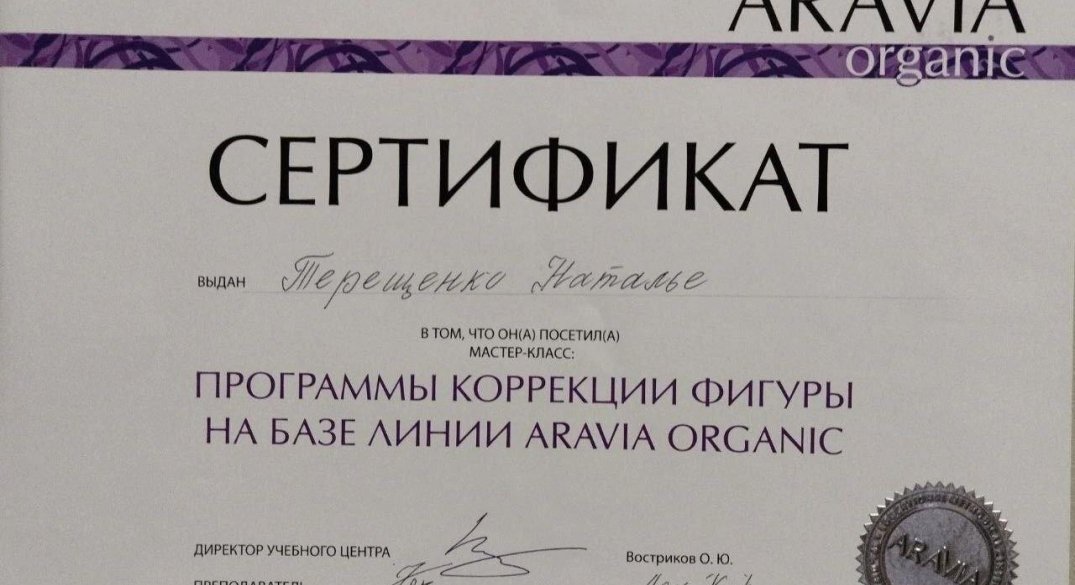 ARAVIA
organic
СЕРТИФИКАТ
ВЫДАН Терещенко Наталье
В ТОМ, ЧТО ОН(А) ПОСЕТИЛ(А)
МАСТЕР-КЛАСС:
ПРОГРАММЫ КОРРЕКЦИИ ФИГУРЫ
НА БАЗЕ ЛИНИИ ARAVIA ORGANIC
ДИРЕКТОР УЧЕБНОГО ЦЕНТРА Востриков О. Ю.
ПРЕПОДАВАТЕЛЬ
ARAVIA